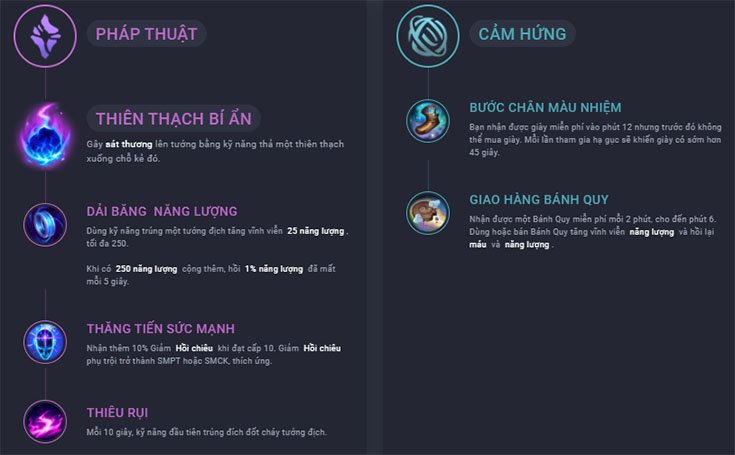 PHÁP THUẬT
THIÊN THẠCH BÍ ẨN
Gây sát thương lên tướng bằng kỹ năng thả một thiên thạch
xuống chỗ kẻ đó.
DẢI BĂNG NĂNG LƯỢNG
Dùng kỹ năng trúng một tướng địch tăng vĩnh viễn 25 năng lượng ,
tối đa 250.
Khi có 250 năng lượng cộng thêm, hồi 1% năng lượng đã mất
mỗi 5 giây.
THĂNG TIẾN SỨC MẠNH
Nhận thêm 10% Giảm Hồi chiêu khi đạt cấp 10. Giảm Hồi chiêu
phụ trội trở thành SMPT hoặc SMCK, thích ứng.
THIÊU RỤI
Mỗi 10 giây, kỹ năng đầu tiên trúng đích đốt cháy tướng địch.
CẢM HỨNG
BƯỚC CHÂN MÀU NHIỆM
Bạn nhận được giày miễn phí vào phút 12 nhưng trước đó không
thể mua giày. Mỗi lần tham gia hạ gục sẽ khiến giày có sớm hơn
45 giây.
GIAO HÀNG BÁNH QUY
Nhận được một Bánh Quy miễn phí mỗi 2 phút, cho đến phút 6.
Dùng hoặc bán Bánh Quy tăng vĩnh viễn năng lượng và hồi lại
máu và năng lượng .